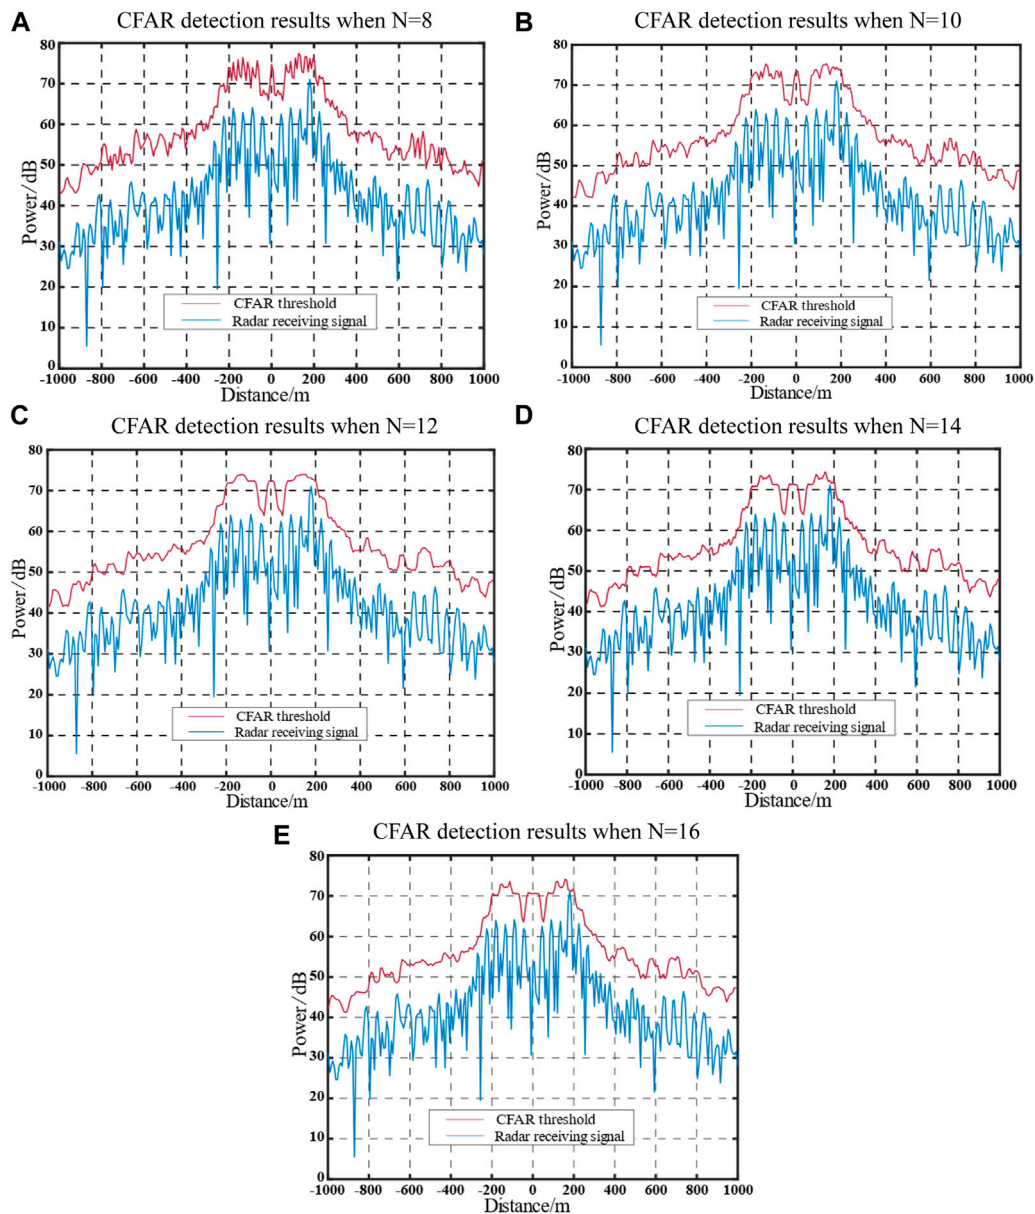 A
CFAR detection results when N=8
80
70
60
50
40
30
20
10
0
Power/dB
CFAR threshold
Radar receiving signal
-1000 -800 -600 -400 -200 0 200 400 600 800 1000
Distance/m
B
CFAR detection results when N=10
80
70
60
50
40
30
20
10
0
Power/dB
CFAR threshold
Radar receiving signal
-1000 -800 -600 -400 -200 0 200 400 600 800 1000
Distance/m
C
CFAR detection results when N=12
80
70
60
50
40
30
20
10
0
Power/dB
CFAR threshold
Radar receiving signal
-1000 -800 -600 -400 -200 0 200 400 600 800 1000
Distance/m
D
CFAR detection results when N=14
80
70
60
50
40
30
20
10
0
Power/dB
CFAR threshold
Radar receiving signal
-1000 -800 -600 -400 -200 0 200 400 600 800 1000
Distance/m
E
CFAR detection results when N=16
80
70
60
50
40
30
20
10
0
Power/dB
CFAR threshold
Radar receiving signal
-1000 -800 -600 -400 -200 0 200 400 600 800 1000
Distance/m